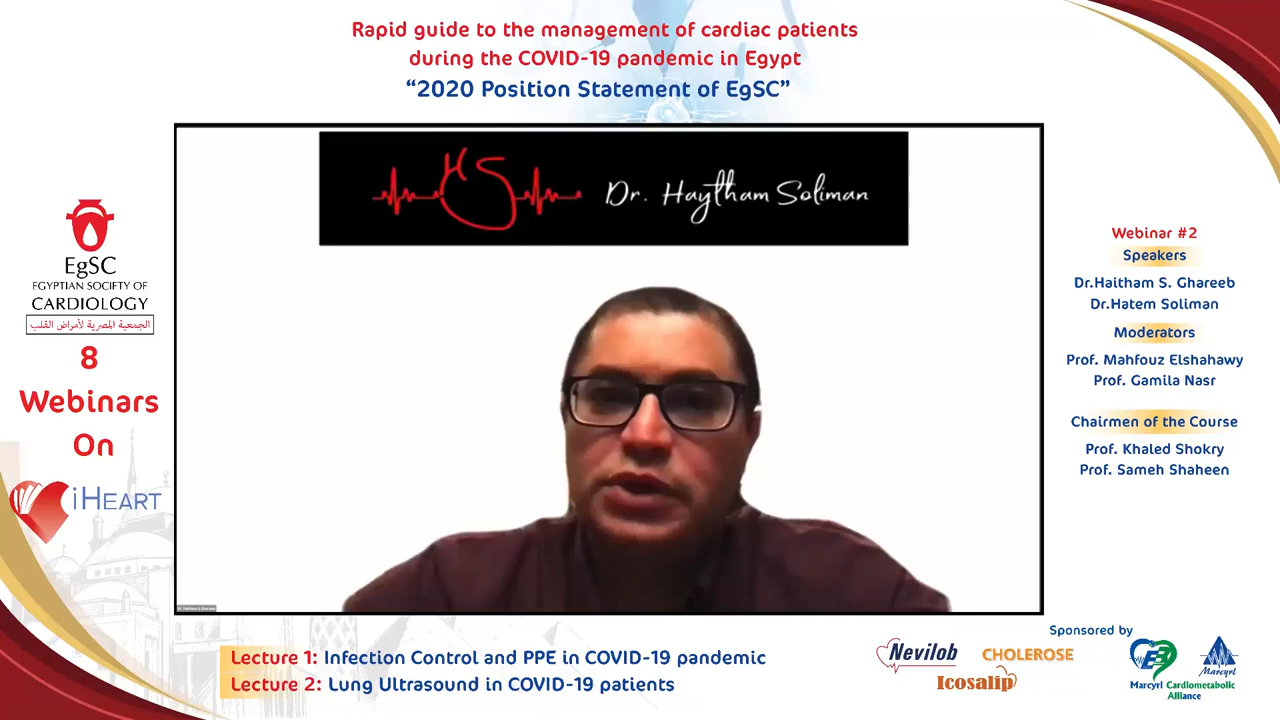 Rapid guide to the management of cardiac patients
during the COVID-19 pandemic in Egypt
“2020 Position Statement of EgSC”
HS Dr. Haytham Soliman
EgSC
EGYPTIAN SOCIFTY OF
CARDIOLOGY
الجمعية المصرية لأمراض القلب
8
Webinars
On
iHEART
Webinar #2
Speakers
Dr.Haitham S. Ghareeb
Dr.Hatem Soliman
Moderators
Prof. Mahfouz Elshahawy
Prof. Gamila Nasr
Chairmen of the Course
Prof. Khaled Shokry
Prof. Sameh Shaheen
Lecture 1: Infection Control and PPE in COVID-19 pandemic
Lecture 2: Lung Ultrasound in COVID-19 patients
Sponsored by
Nevilob
CHOLEROSE
Icosalip
Marcyrl Cardiometabolic
Alliance
Marcyrl